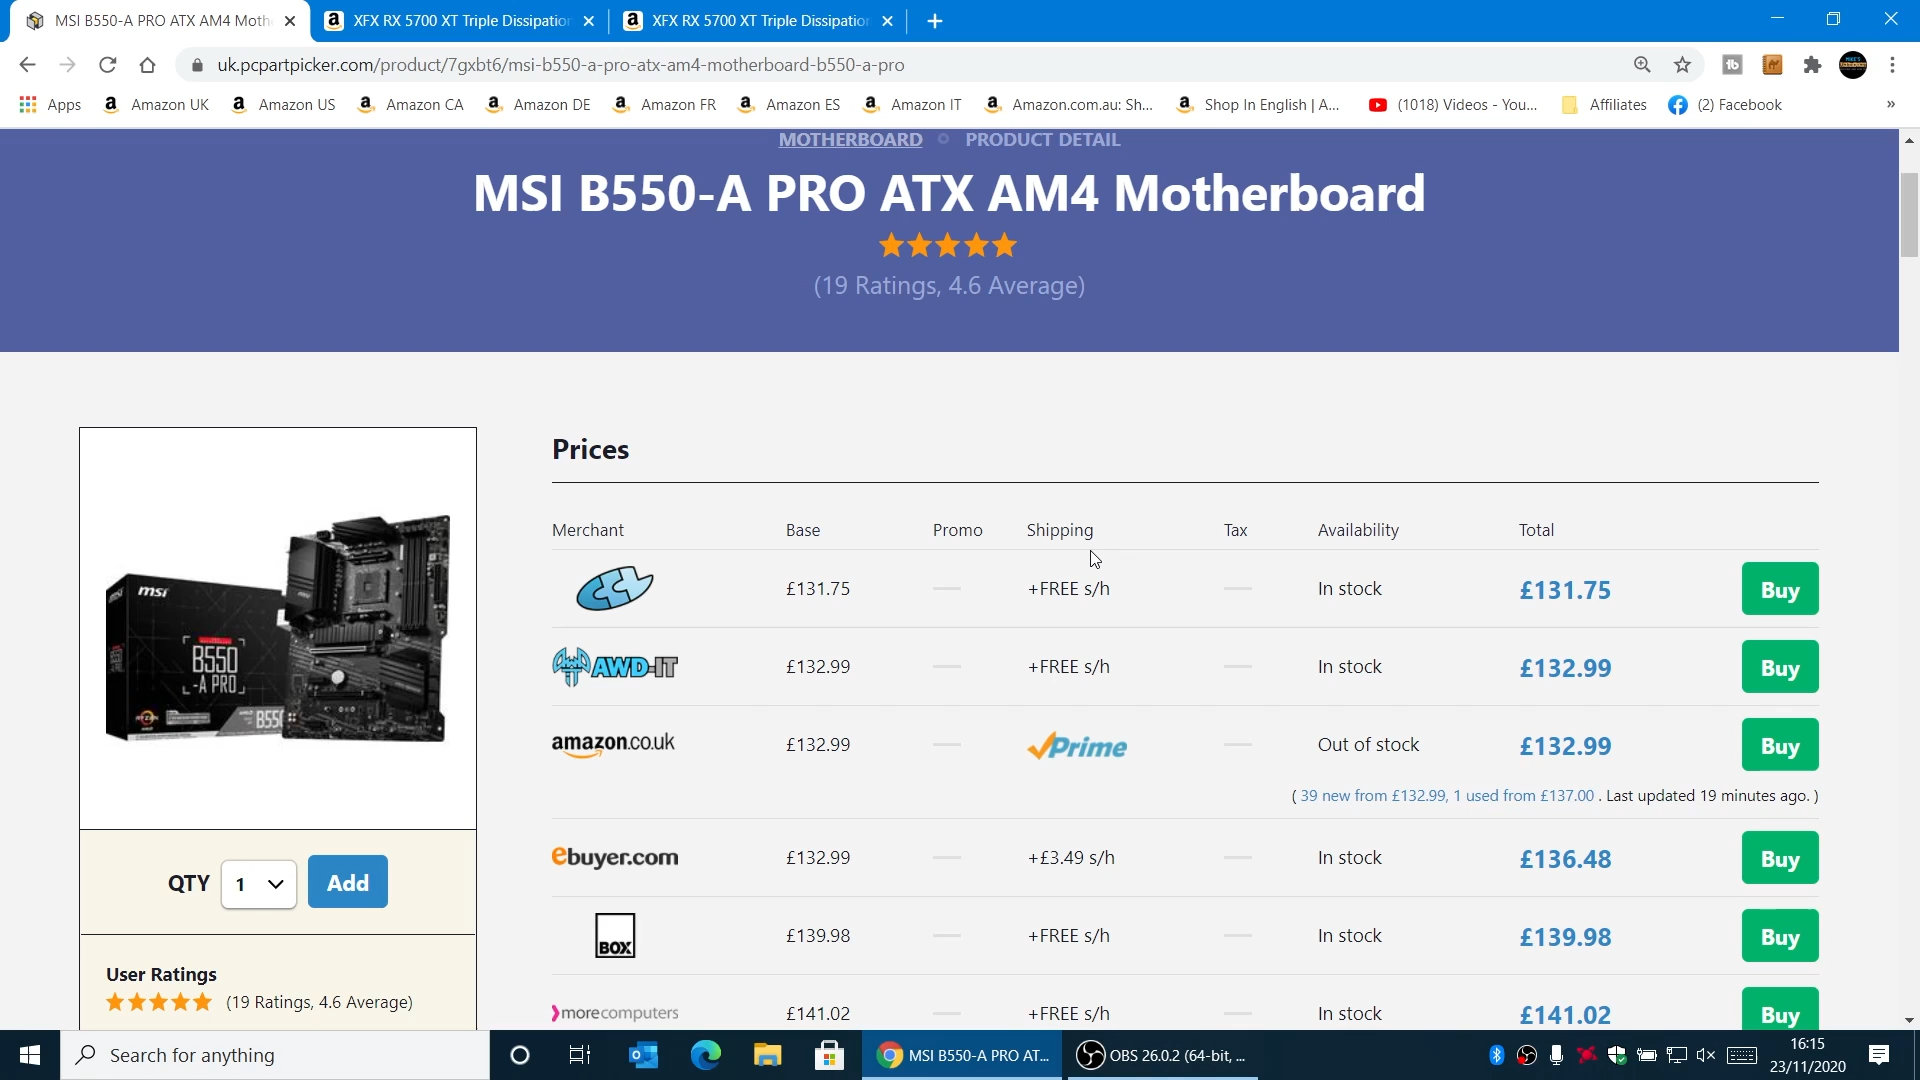 MSI B550-A PRO ATX AM4 Moth
XFX RX 5700 XT Triple Dissipation
XFX RX 5700 XT Triple Dissipation
uk.pcpartpicker.com/product/7gxbt6/msi-b550-a-pro-atx-am4-motherboard-b550-a-pro
Apps
Amazon UK
Amazon US
Amazon CA
Amazon DE
Amazon FR
Amazon ES
Amazon IT
Amazon.com.au: Sh...
Shop In English | A...
(1018) Videos - You...
Affiliates
(2) Facebook
»
MOTHERBOARD PRODUCT DETAIL
MSI B550-A PRO ATX AM4 Motherboard
(19 Ratings, 4.6 Average)
msi
B550
-A PRO
RYZEN
B550
QTY 1 Add
User Ratings
(19 Ratings, 4.6 Average)
Prices
Merchant Base Promo Shipping Tax Availability Total
CCL £131.75 — +FREE s/h — In stock £131.75 Buy
AWD-IT £132.99 — +FREE s/h — In stock £132.99 Buy
amazon.co.uk £132.99 — Prime — Out of stock £132.99 Buy
( 39 new from £132.99, 1 used from £137.00 . Last updated 19 minutes ago. )
ebuyer.com £132.99 — +£3.49 s/h — In stock £136.48 Buy
BOX £139.98 — +FREE s/h — In stock £139.98 Buy
morecomputers £141.02 — +FREE s/h — In stock £141.02 Buy
Search for anything
MSI B550-A PRO AT...
OBS 26.0.2 (64-bit, ...
16:15
23/11/2020